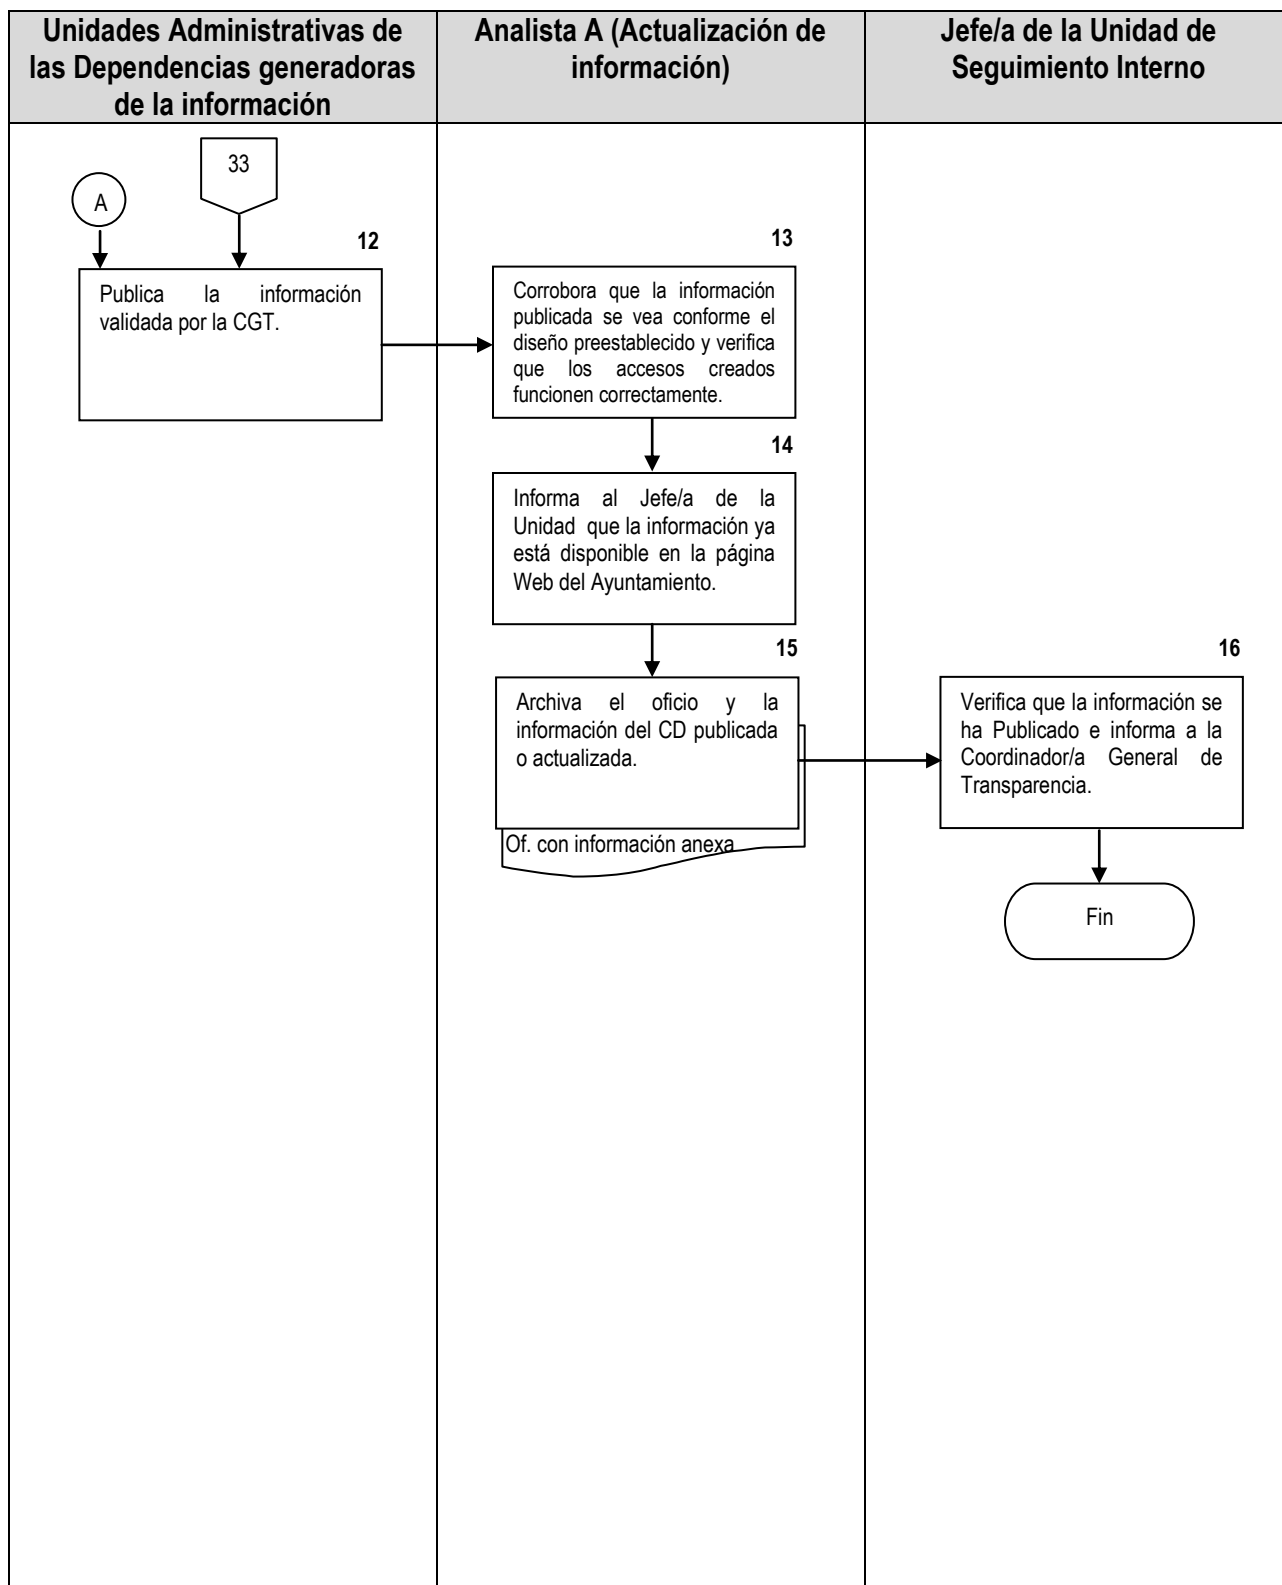 Unidades Administrativas de
las Dependencias generadoras
de la información
Analista A (Actualización de
información)
Jefe/a de la Unidad de
Seguimiento Interno
33
A
12
Publica la información
validada por la CGT.
13
Corrobora que la información
publicada se vea conforme el
diseño preestablecido y verifica
que los accesos creados
funcionen correctamente.
14
Informa al Jefe/a de la
Unidad que la información ya
está disponible en la página
Web del Ayuntamiento.
15
Archiva el oficio y la
información del CD publicada
o actualizada.
Of. con información anexa
16
Verifica que la información se
ha Publicado e informa a la
Coordinador/a General de
Transparencia.
Fin